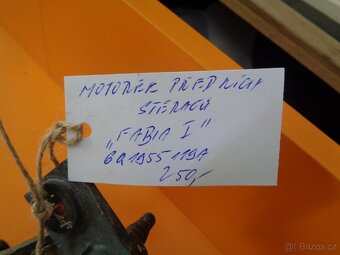 MOTOREK PŘEDNÍCH
STĚRAČŮ
„FABIA I"
6Q1955119A
250,-
Bazos.cz